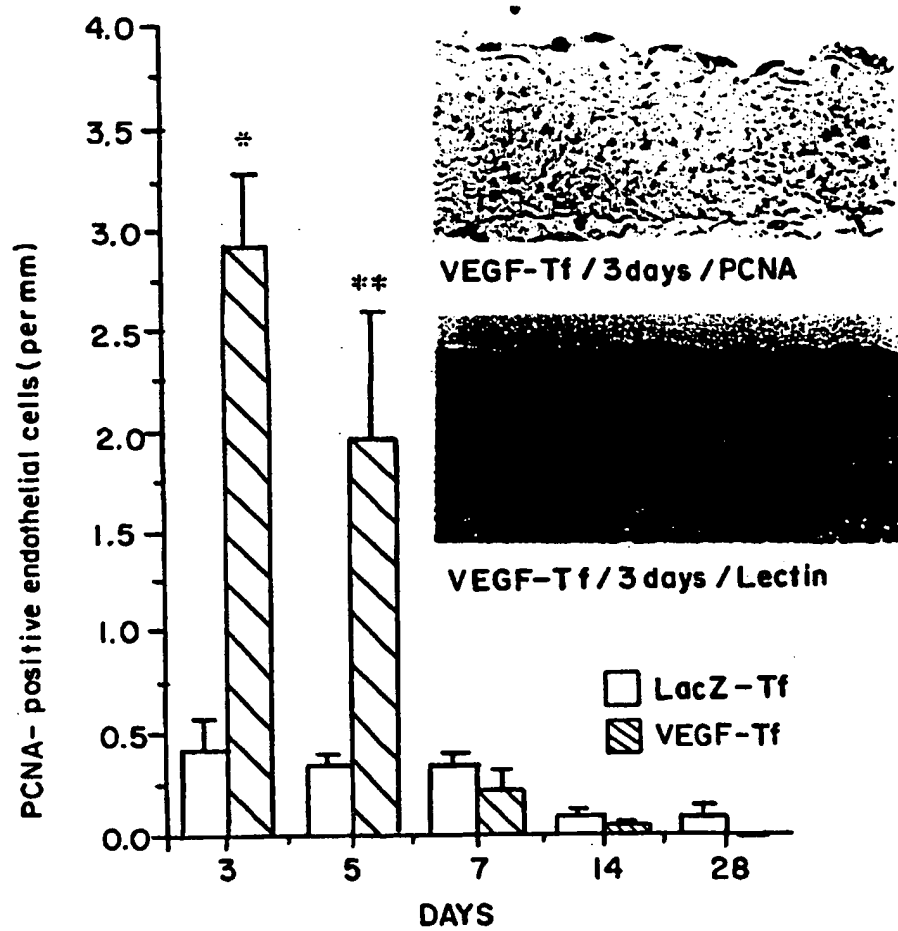 PCNA- positive endothelial cells (per mm)
4.0
3.5
3.0
2.5
2.0
1.5
1.0
0.5
0.0
*
**
3 5 7 14 28
DAYS
VEGF-Tf / 3days / PCNA
VEGF-Tf / 3 days / Lectin
LacZ-Tf
VEGF-Tf